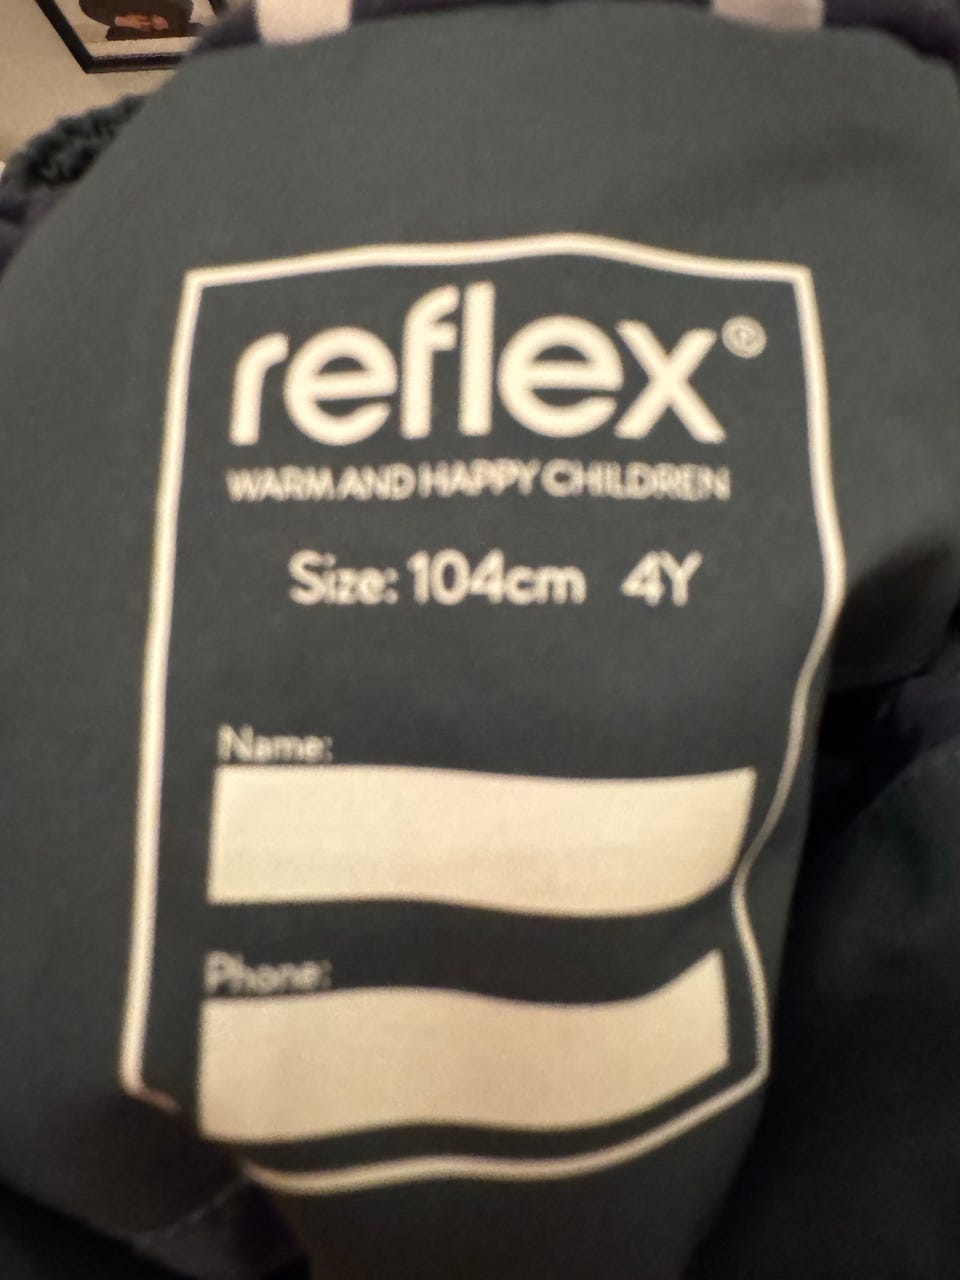 reflex®
WARM AND HAPPY CHILDREN
Size: 104cm 4Y
Name:
Phone: